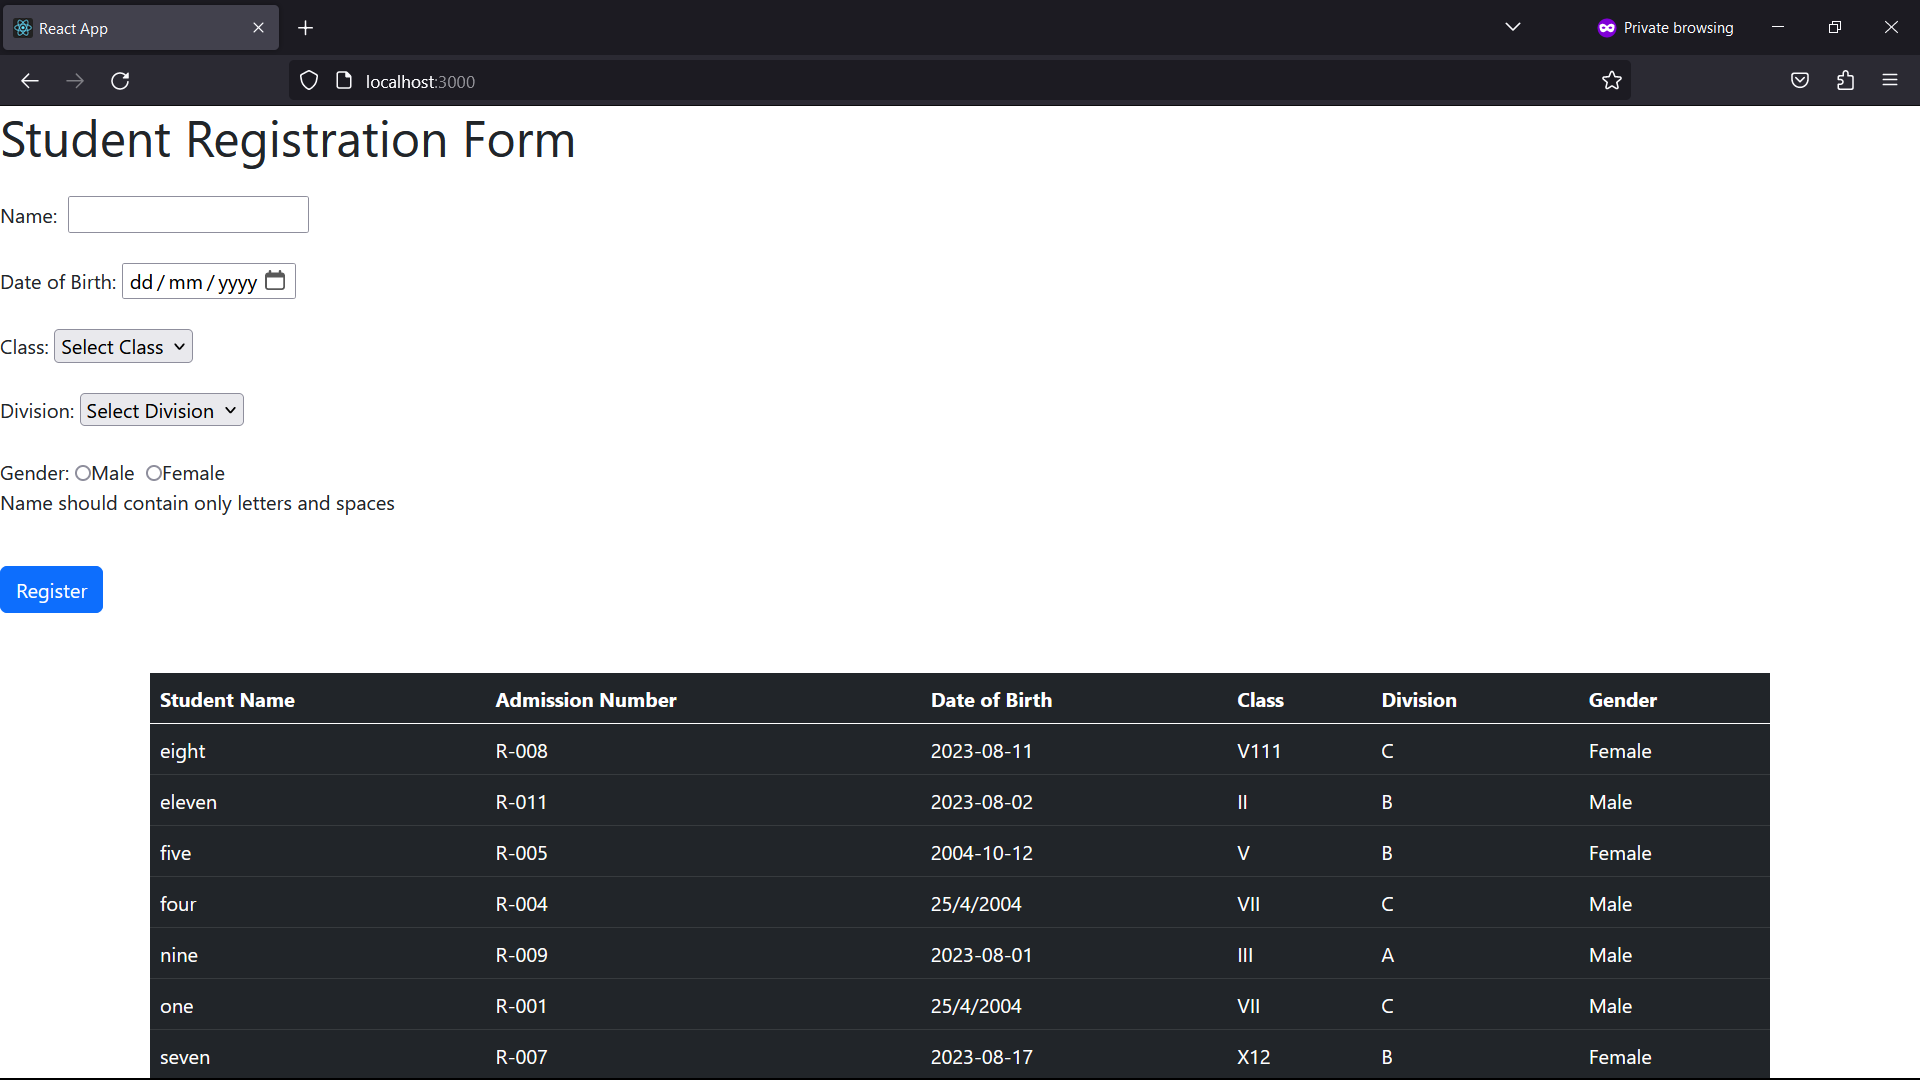 React App
Private browsing
localhost:3000
Student Registration Form
Name:
Date of Birth: dd/mm/yyyy
Class: Select Class
Division: Select Division
Gender: Male Female
Name should contain only letters and spaces
Register
Student Name Admission Number Date of Birth Class Division Gender
eight R-008 2023-08-11 V111 C Female
eleven R-011 2023-08-02 II B Male
five R-005 2004-10-12 V B Female
four R-004 25/4/2004 VII C Male
nine R-009 2023-08-01 III A Male
one R-001 25/4/2004 VII C Male
seven R-007 2023-08-17 X12 B Female